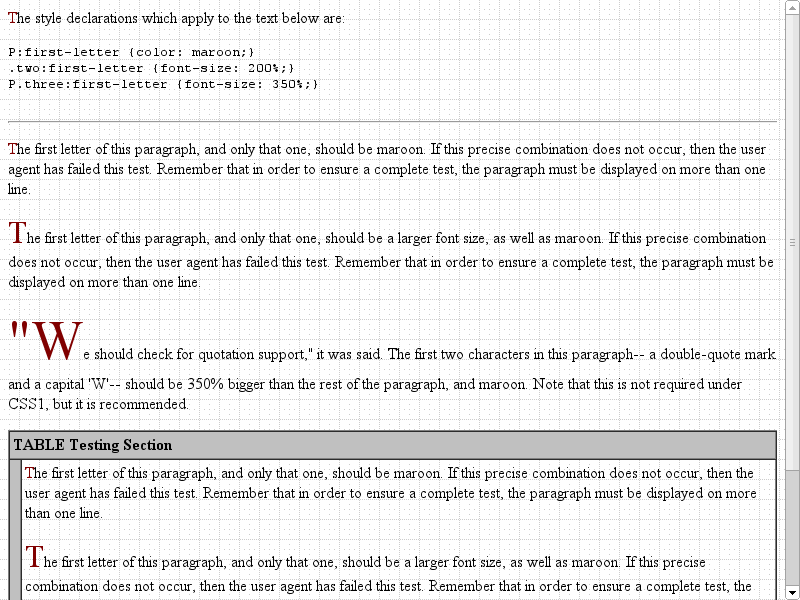 The style declarations which apply to the text below are:
P:first-letter {color: maroon;}
.two:first-letter {font-size: 200%;}
P.three:first-letter {font-size: 350%;}
The first letter of this paragraph, and only that one, should be maroon. If this precise combination does not occur, then the user
agent has failed this test. Remember that in order to ensure a complete test, the paragraph must be displayed on more than one
line.
The first letter of this paragraph, and only that one, should be a larger font size, as well as maroon. If this precise combination
does not occur, then the user agent has failed this test. Remember that in order to ensure a complete test, the paragraph must be
displayed on more than one line.
"We should check for quotation support," it was said. The first two characters in this paragraph-- a double-quote mark
and a capital 'W'-- should be 350% bigger than the rest of the paragraph, and maroon. Note that this is not required under
CSS1, but it is recommended.
TABLE Testing Section
The first letter of this paragraph, and only that one, should be maroon. If this precise combination does not occur, then the
user agent has failed this test. Remember that in order to ensure a complete test, the paragraph must be displayed on more
than one line.
The first letter of this paragraph, and only that one, should be a larger font size, as well as maroon. If this precise
combination does not occur, then the user agent has failed this test. Remember that in order to ensure a complete test, the